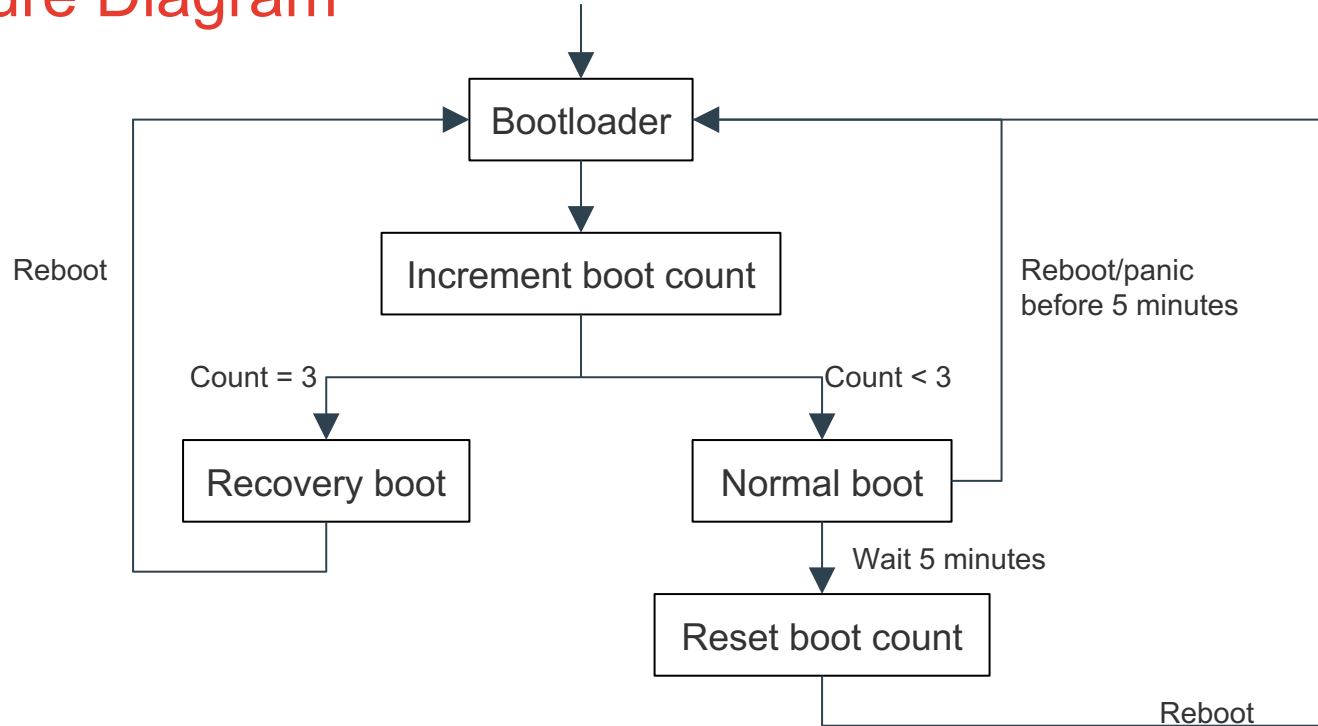 Diagram
Bootloader
Reboot
Increment boot count
Reboot/panic
before 5 minutes
Count = 3
Count < 3
Recovery boot
Normal boot
Wait 5 minutes
Reset boot count
Reboot